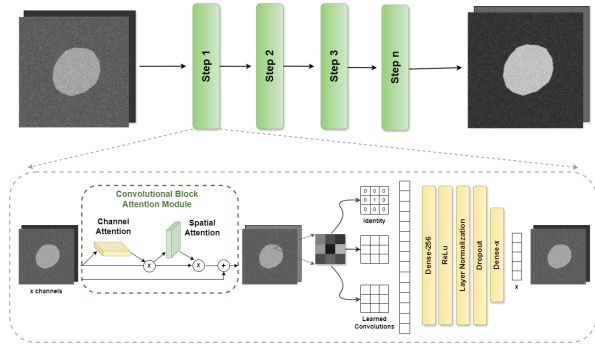 Step 1
Step 2
Step 3
Step n
Convolutional Block
Attention Module
Channel
Attention
Spatial
Attention
X
X
+
x channels
0 0 0
0 1 0
0 0 0
Identity
Learned
Convolutions
Dense-256
ReLu
Layer Normalization
Dropout
Dense-x
x